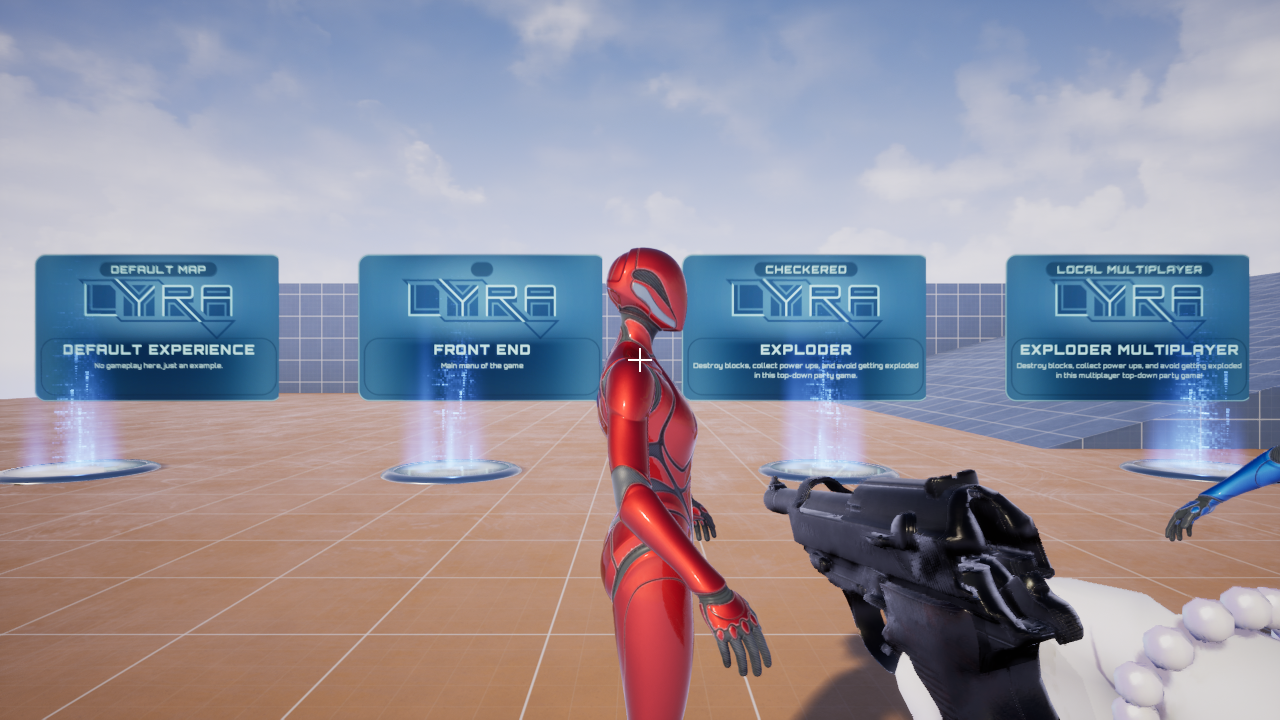 DEFAULT MAP
LYRA
DEFAULT EXPERIENCE
No gameplay here, just an example.
LYRA
FRONT END
Main menu of the game
CHECKERED
LYRA
EXPLODER
Destroy blocks, collect power ups, and avoid getting exploded
in this top-down party game.
LOCAL MULTIPLAYER
LYRA
EXPLODER MULTIPLAYER
Destroy blocks, collect power ups, and avoid getting exploded
in this multiplayer top-down party game.